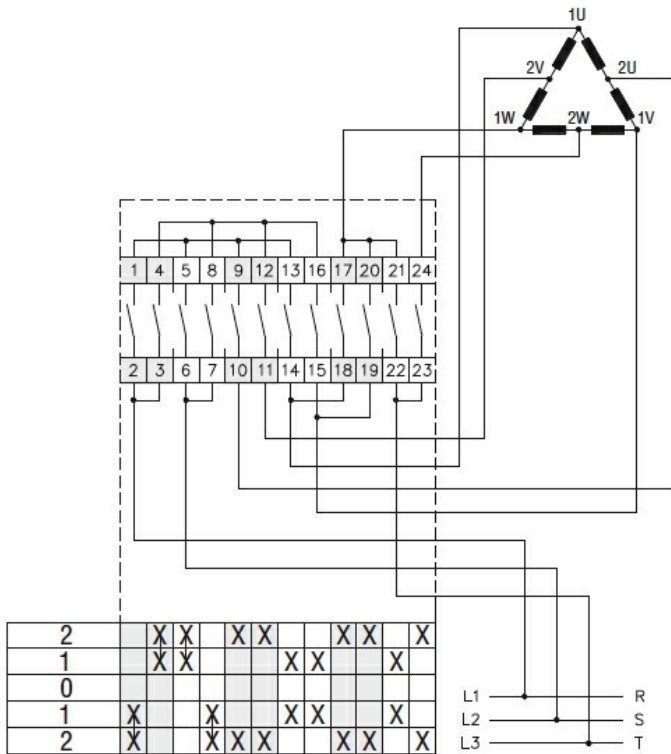 1U
2V 2U
1W 2W 1V
1 4 5 8 9 12 13 16 17 20 21 24
2 3 6 7 10 11 14 15 18 19 22 23
2 X X X X X X X
1 X X X X X
0
1 X X X X X
2 X X X X X X X
L1 R
L2 S
L3 T